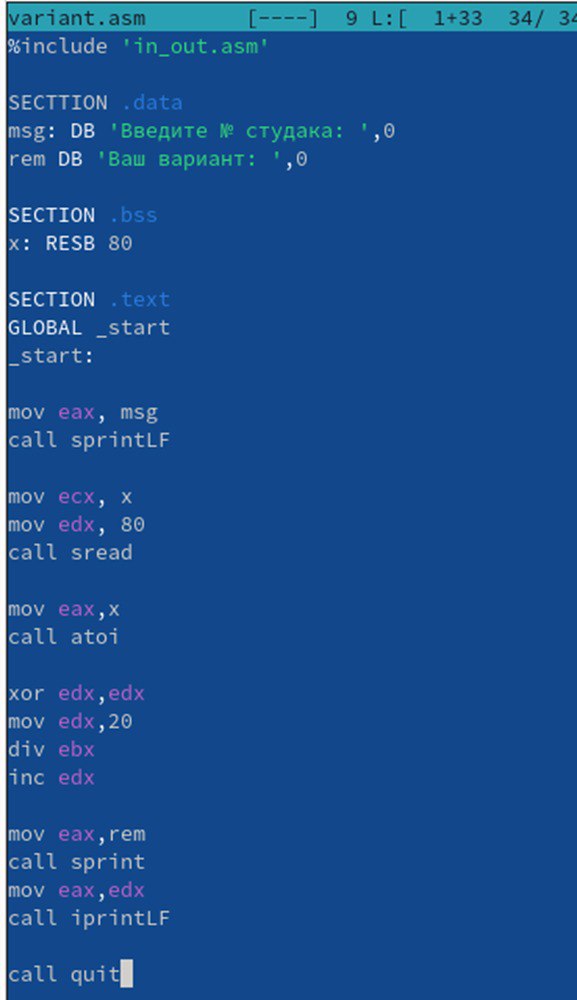 variant.asm [----] 9 L:[ 1+33 34/ 34
%include 'in_out.asm'
SECTTION .data
msg: DB 'Введите № студака: ',0
rem DB 'Ваш вариант: ',0
SECTION .bss
x: RESB 80
SECTION .text
GLOBAL _start
_start:
mov eax, msg
call sprintLF
mov ecx, x
mov edx, 80
call sread
mov eax,x
call atoi
xor edx,edx
mov edx,20
div ebx
inc edx
mov eax,rem
call sprint
mov eax,edx
call iprintLF
call quit